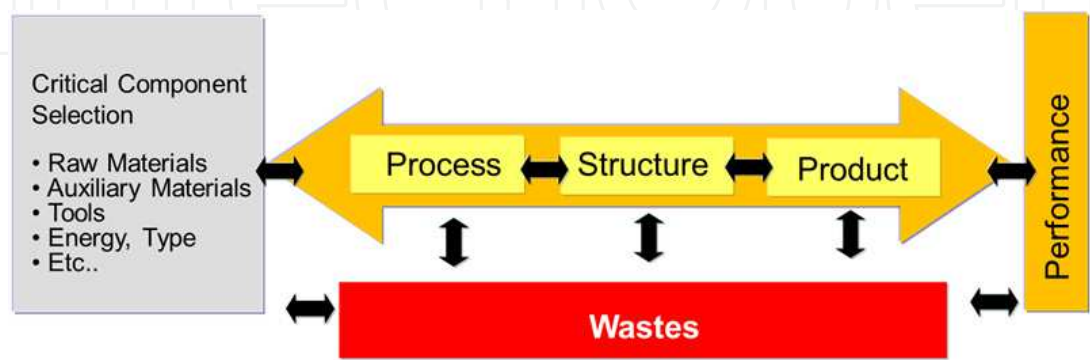 Critical Component
Selection
• Raw Materials
• Auxiliary Materials
• Tools
• Energy, Type
• Etc..
Process
Structure
Product
Performance
Wastes